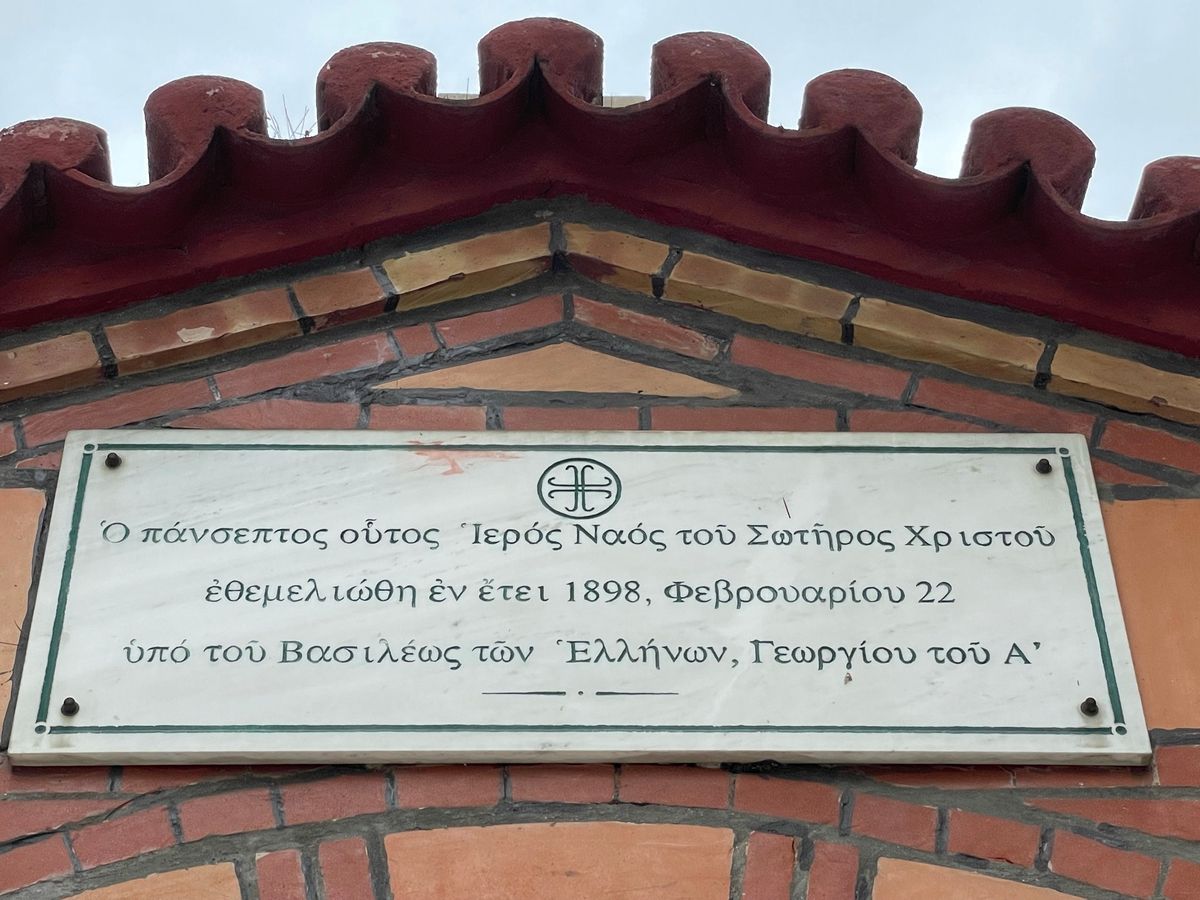 Ὁ πάνσεπτος οὗτος Ἱερός Ναός τοῦ Σωτῆρος Χριστοῦ
ἐθεμελιώθη ἐν ἔτει 1898, Φεβρουαρίου 22
ὑπό τοῦ Βασιλέως τῶν Ἑλλήνων, Γεωργίου τοῦ Α'